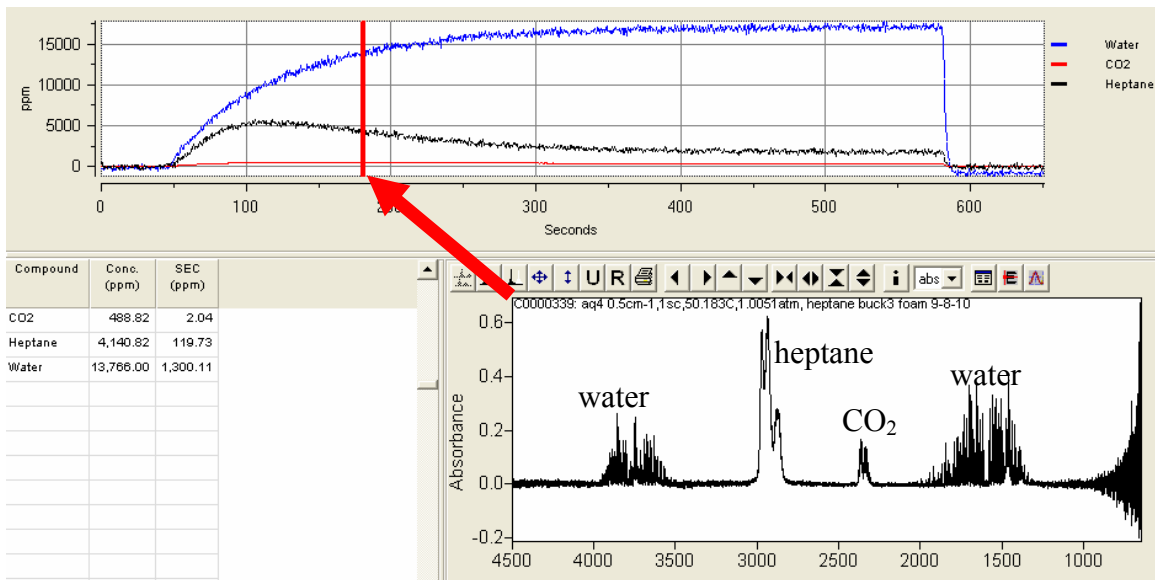 15000
10000
5000
0
ppm
0 100 200 300 400 500 600
Seconds
Water
CO2
Heptane
Compound Conc. (ppm) SEC (ppm)
CO2 488.82 2.04
Heptane 4,140.82 119.73
Water 13,766.00 1,300.11
U R i abs
C0000339: aq4 0.5cm-1,1sc,50.183C,1.0051atm, heptane buck3 foam 9-8-10
0.6
0.4
0.2
0.0
-0.2
Absorbance
water
heptane
CO2
water
4500 4000 3500 3000 2500 2000 1500 1000